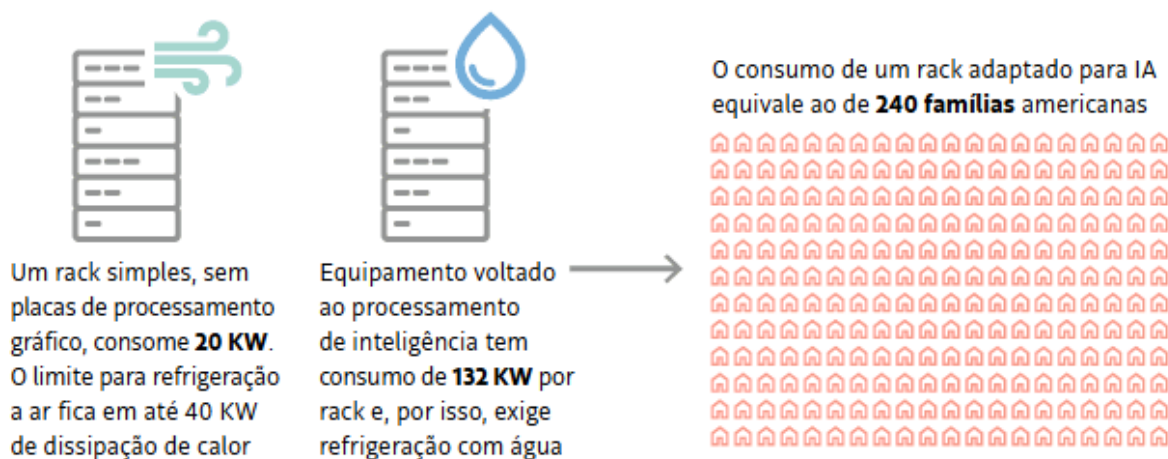 Um rack simples, sem
placas de processamento
gráfico, consome 20 KW.
O limite para refrigeração
a ar fica em até 40 KW
de dissipação de calor
Equipamento voltado
ao processamento
de inteligência tem
consumo de 132 KW por
rack e, por isso, exige
refrigeração com água
O consumo de um rack adaptado para IA
equivale ao de 240 famílias americanas